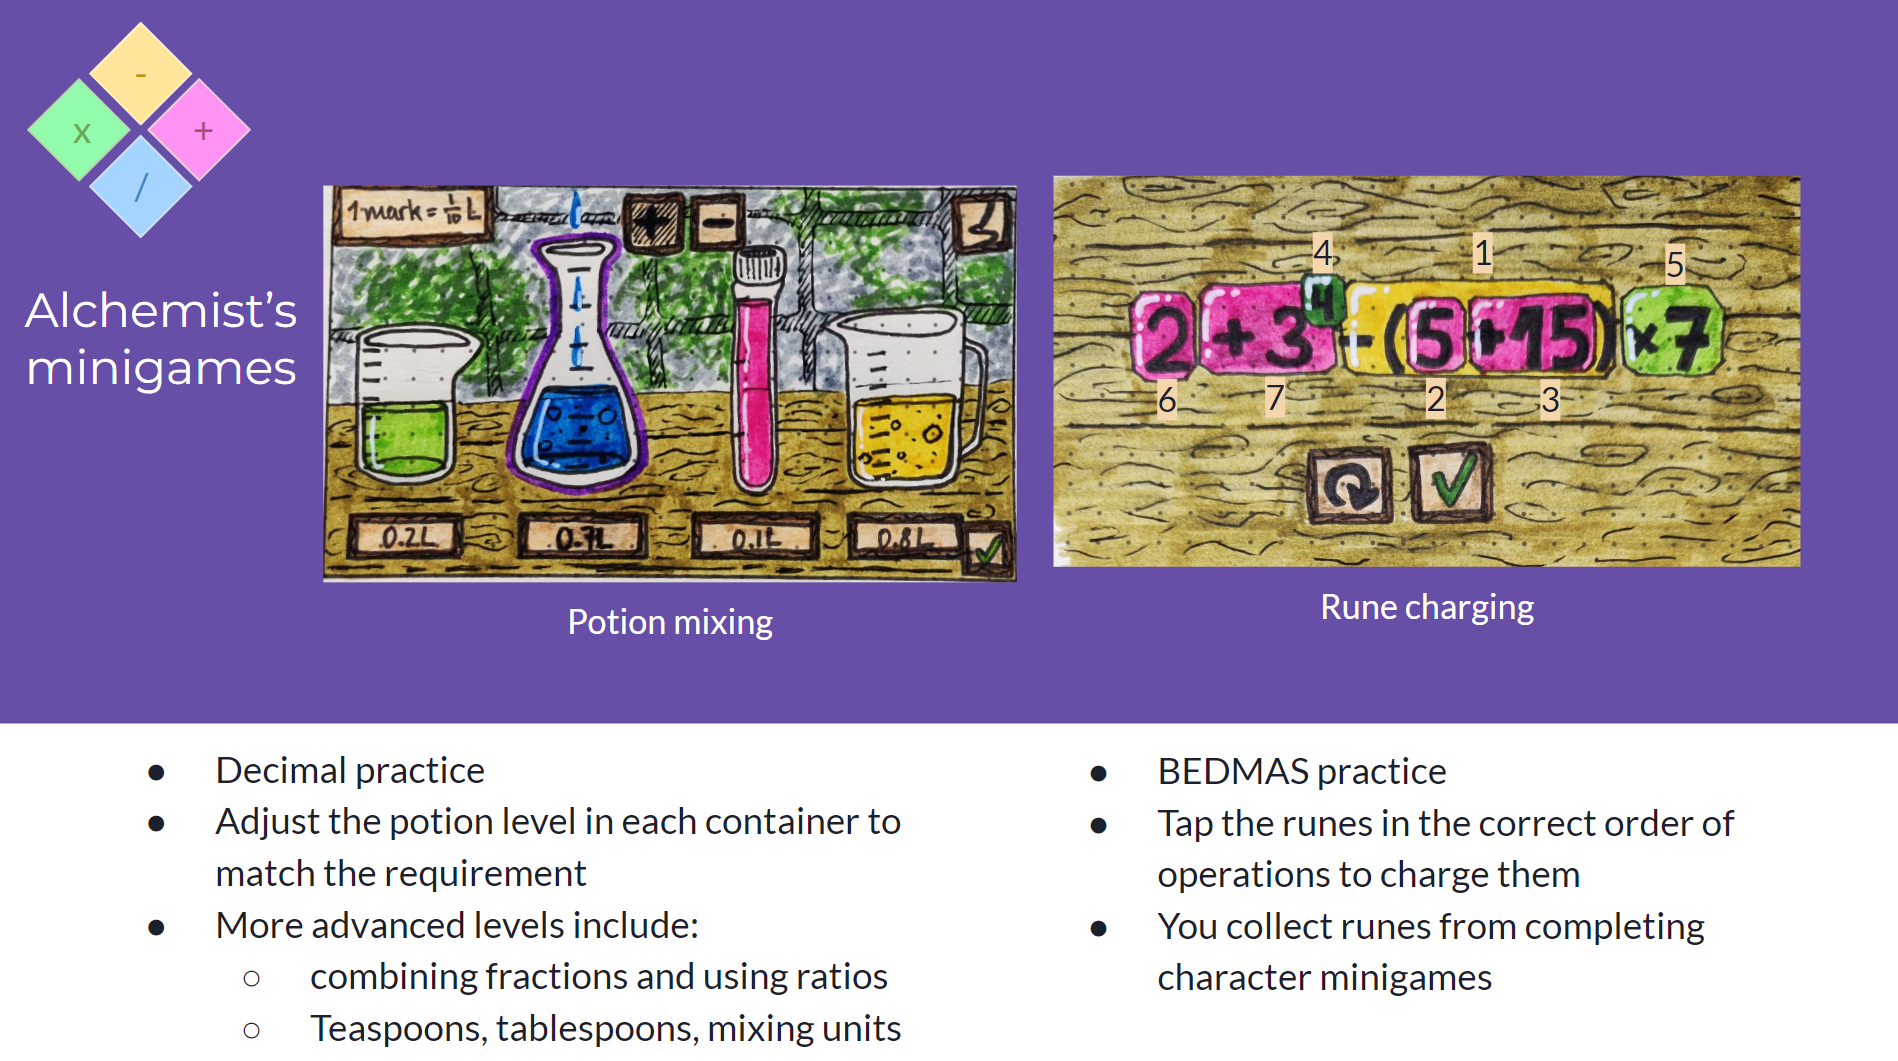 -
x
+
/
Alchemist's
minigames
1 mark = 1/10 L
+
-
0.2L
0.7L
0.1L
0.8L
Potion mixing
4
1
5
2 + 3 4 - ( 5 + 15 ) × 7
6
7
2
3
Rune charging
● Decimal practice
● Adjust the potion level in each container to
match the requirement
● More advanced levels include:
○ combining fractions and using ratios
○ Teaspoons, tablespoons, mixing units
● BEDMAS practice
● Tap the runes in the correct order of
operations to charge them
● You collect runes from completing
character minigames